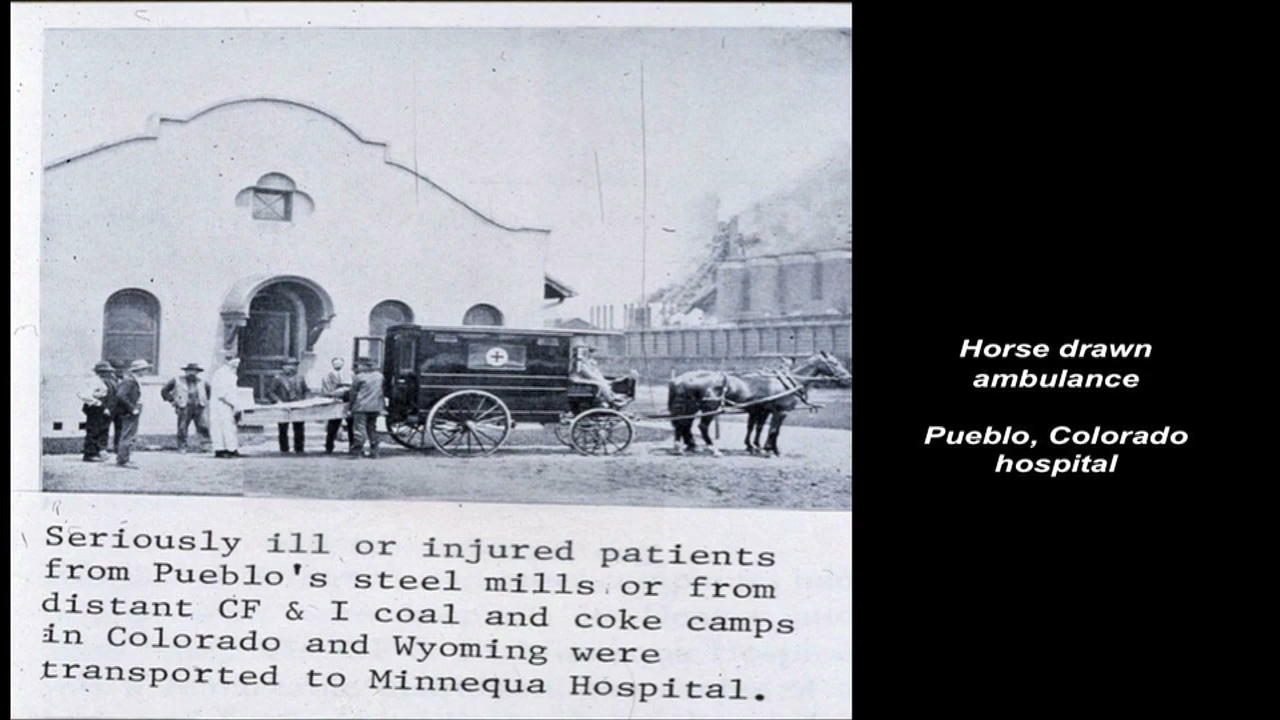 Seriously ill or injured patients
from Pueblo's steel mills or from
distant CF & I coal and coke camps
in Colorado and Wyoming were
transported to Minnequa Hospital.
Horse drawn
ambulance
Pueblo, Colorado
hospital